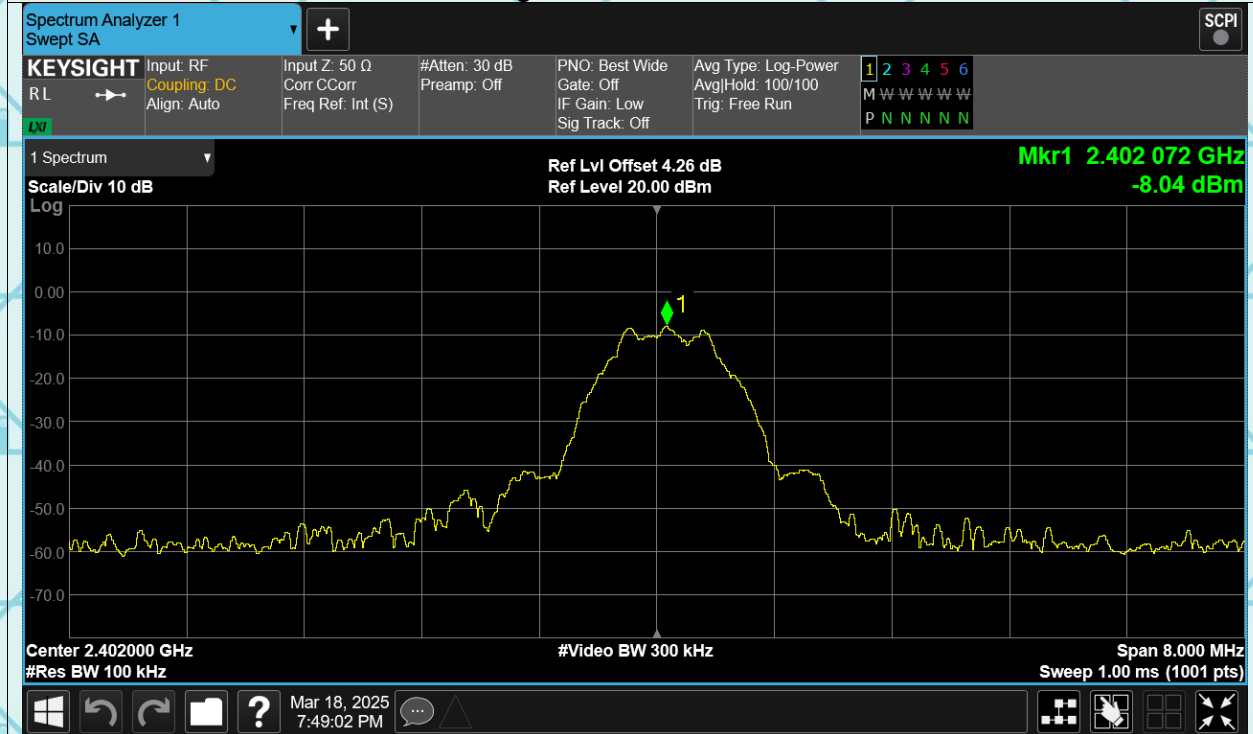 Spectrum Analyzer 1
Swept SA
SCPI
KEYSIGHT
R L
LXI
Input: RF
Coupling: DC
Align: Auto
Input Z: 50 Ω
Corr CCorr
Freq Ref: Int (S)
#Atten: 30 dB
Preamp: Off
PNO: Best Wide
Gate: Off
IF Gain: Low
Sig Track: Off
Avg Type: Log-Power
Avg|Hold: 100/100
Trig: Free Run
1 2 3 4 5 6
M W W W W W
P N N N N N
1 Spectrum
Scale/Div 10 dB
Log
Ref Lvl Offset 4.26 dB
Ref Level 20.00 dBm
Mkr1 2.402 072 GHz
-8.04 dBm
10.0
0.00
-10.0
-20.0
-30.0
-40.0
-50.0
-60.0
-70.0
1
Center 2.402000 GHz
#Res BW 100 kHz
#Video BW 300 kHz
Span 8.000 MHz
Sweep 1.00 ms (1001 pts)
?
Mar 18, 2025
7:49:02 PM